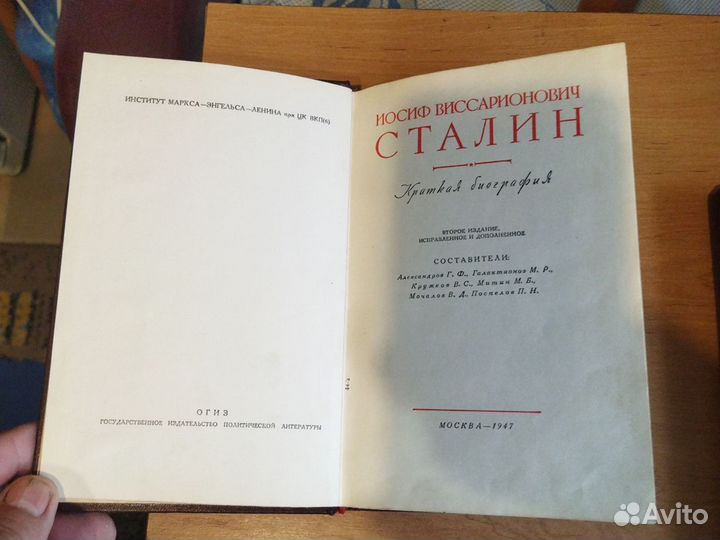 ИНСТИТУТ МАРКСА—ЭНГЕЛЬСА—ЛЕНИНА при ЦК ВКП(б)
ОГИЗ
ГОСУДАРСТВЕННОЕ ИЗДАТЕЛЬСТВО ПОЛИТИЧЕСКОЙ ЛИТЕРАТУРЫ
ИОСИФ ВИССАРИОНОВИЧ
СТАЛИН
Краткая биография
ВТОРОЕ ИЗДАНИЕ,
ИСПРАВЛЕННОЕ И ДОПОЛНЕННОЕ
СОСТАВИТЕЛИ:
Александров Г. Ф., Галактионов М. Р.,
Кружков В. С., Митин М. Б.,
Мочалов В. Д., Поспелов П. Н.
МОСКВА—1947
Avito